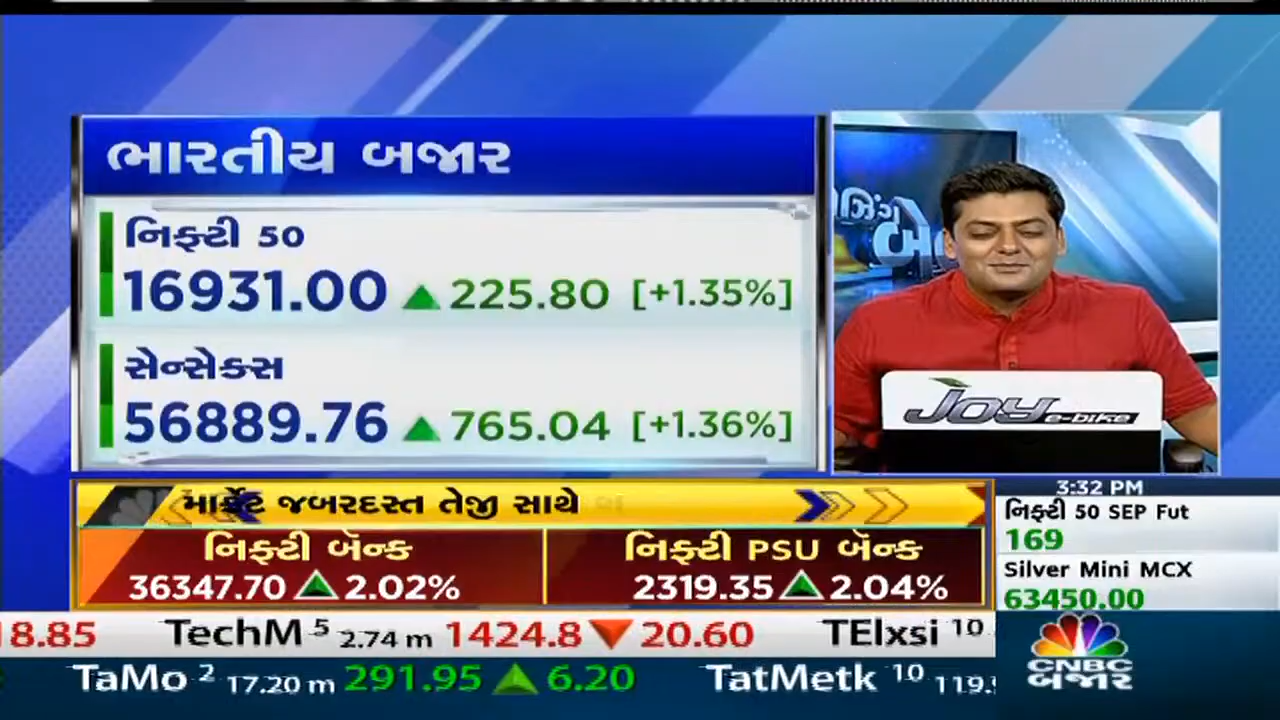 ભારતીય બજાર
નિફ્ટી 50
16931.00 ▲ 225.80 [+1.35%]
સેન્સેક્સ
56889.76 ▲ 765.04 [+1.36%]
Joy e-bike
માર્કેટ જબરદસ્ત તેજી સાથે
નિફ્ટી બૅન્ક
36347.70 ▲ 2.02%
નિફ્ટી PSU બૅન્ક
2319.35 ▲ 2.04%
3:32 PM
નિફ્ટી 50 SEP Fut
169
Silver Mini MCX
63450.00
8.85 TechM 5 2.74 m 1424.8 ▼ 20.60 TElxsi 10
TaMo 2 17.20 m 291.95 ▲ 6.20 TatMetk 10 119.
CNBC
બજાર